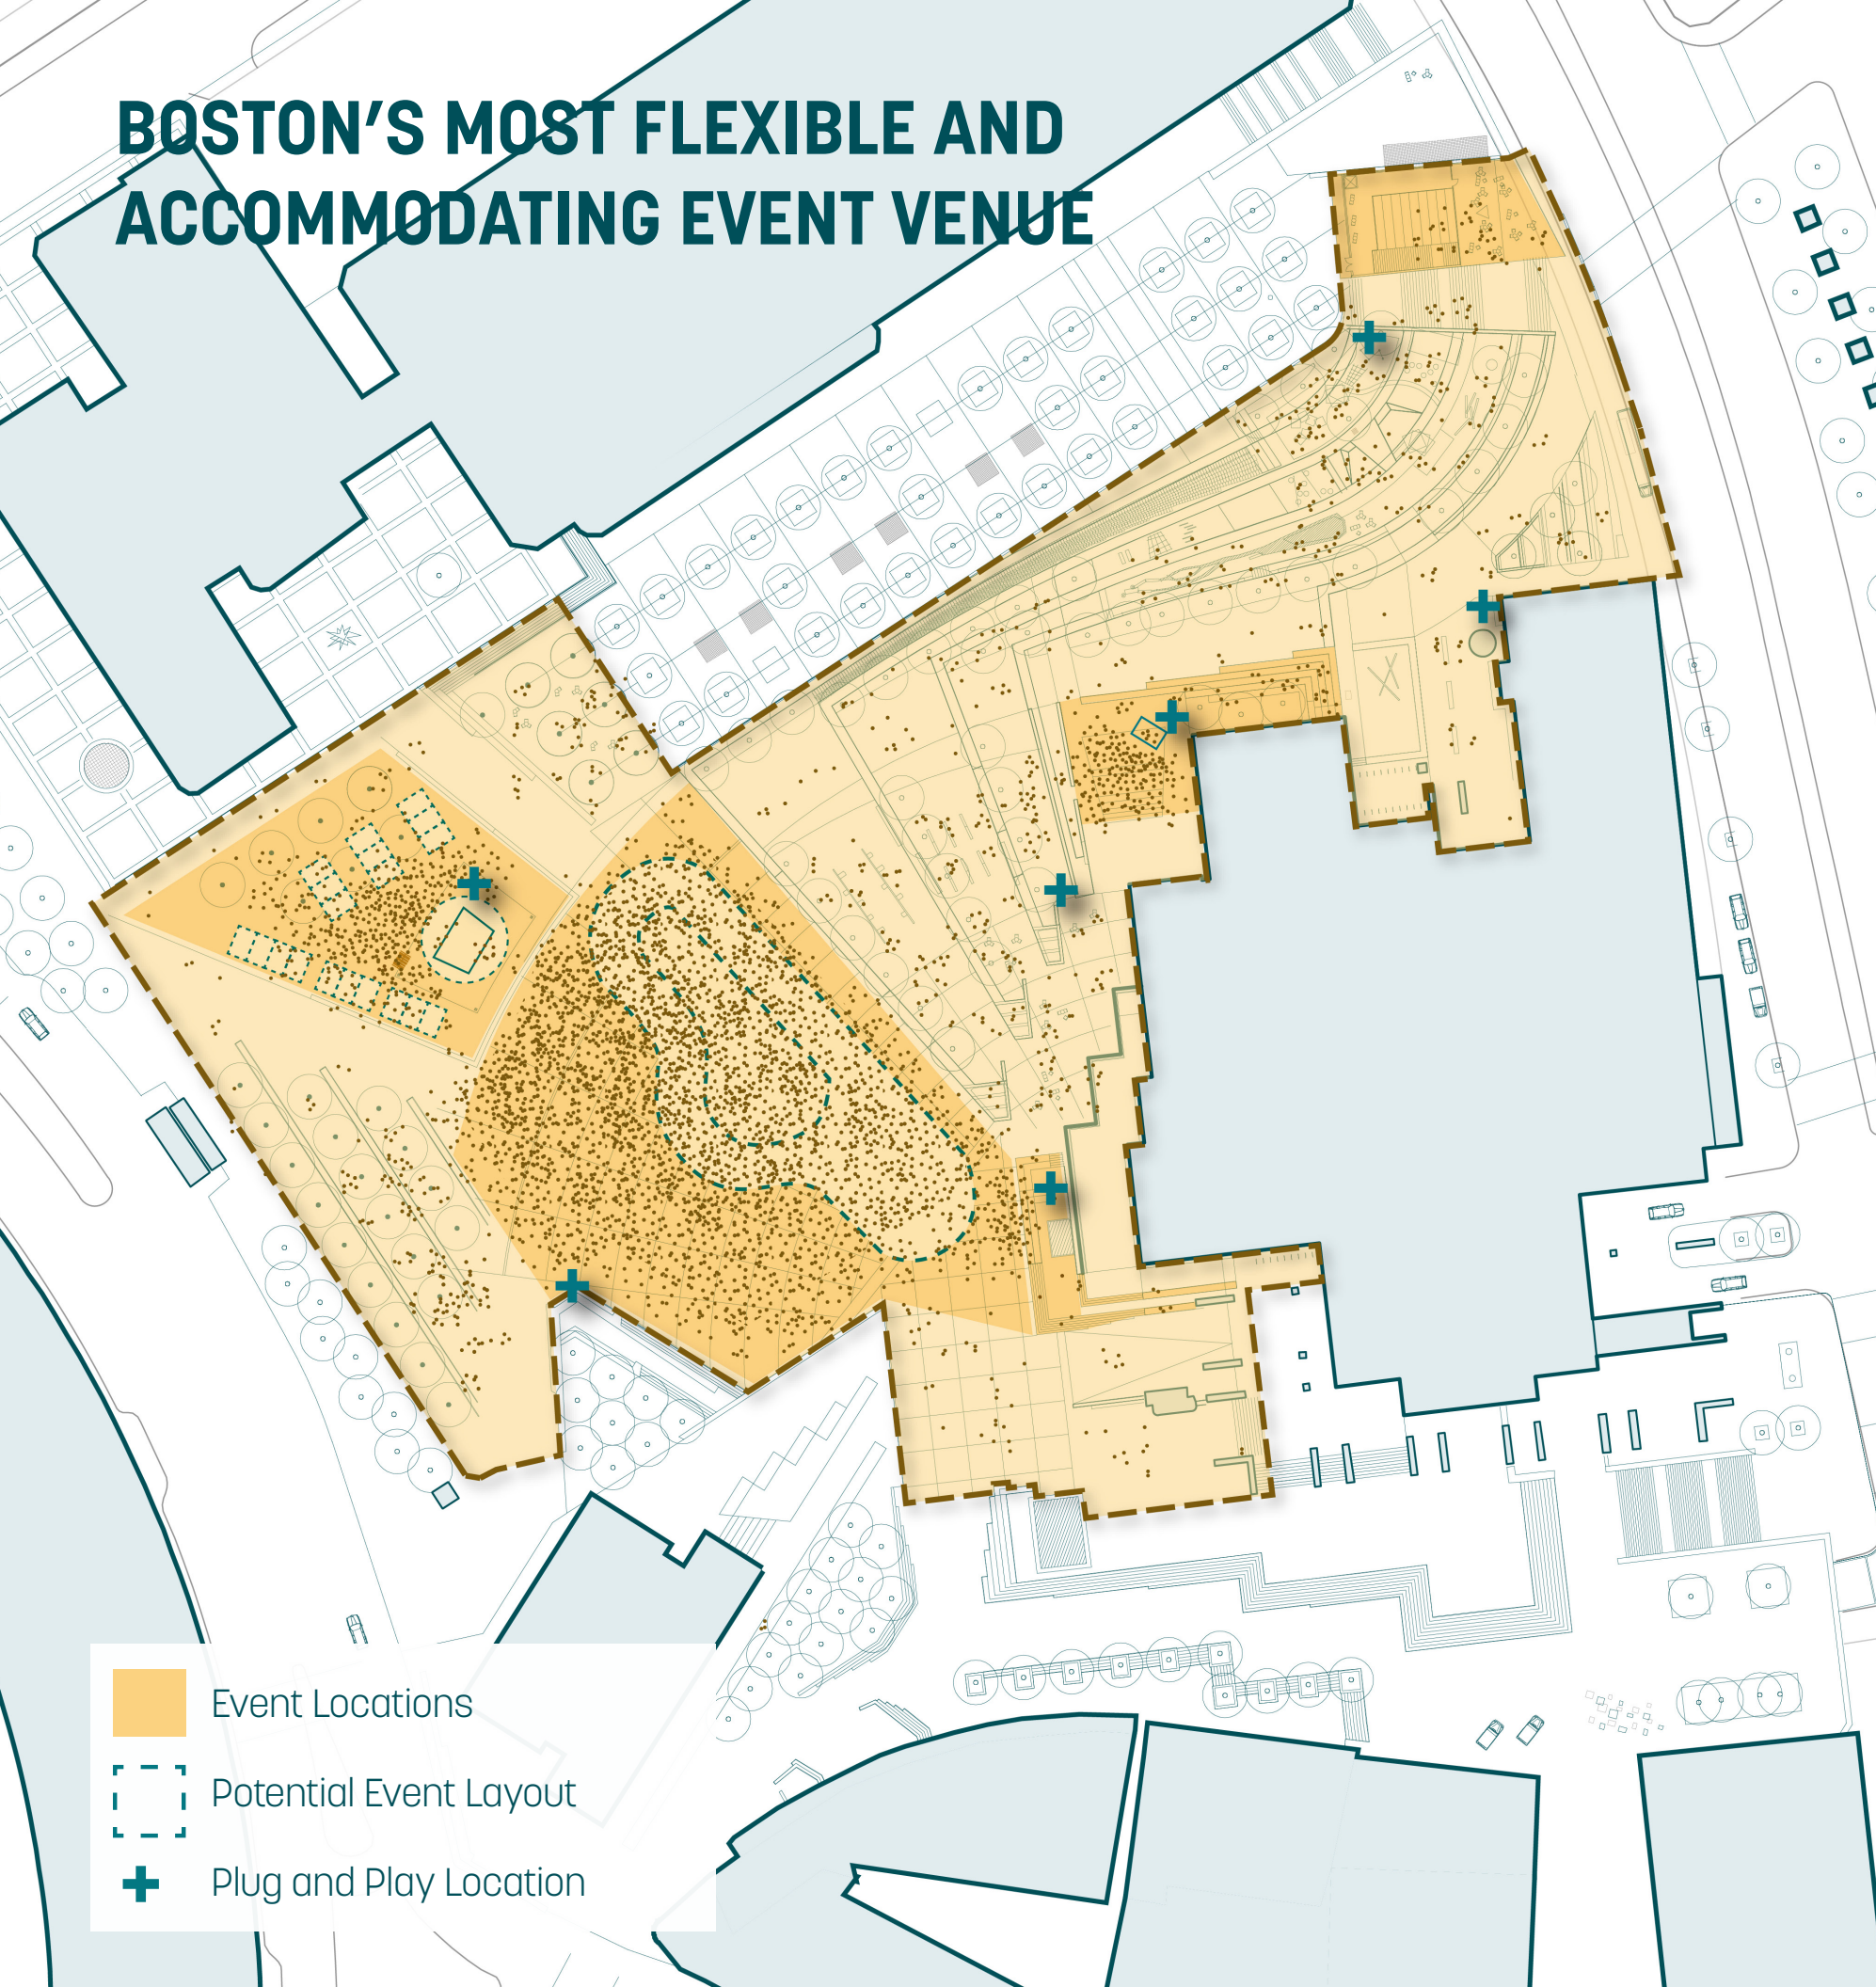 BOSTON’S MOST FLEXIBLE AND
ACCOMMODATING EVENT VENUE
Event Locations
Potential Event Layout
Plug and Play Location